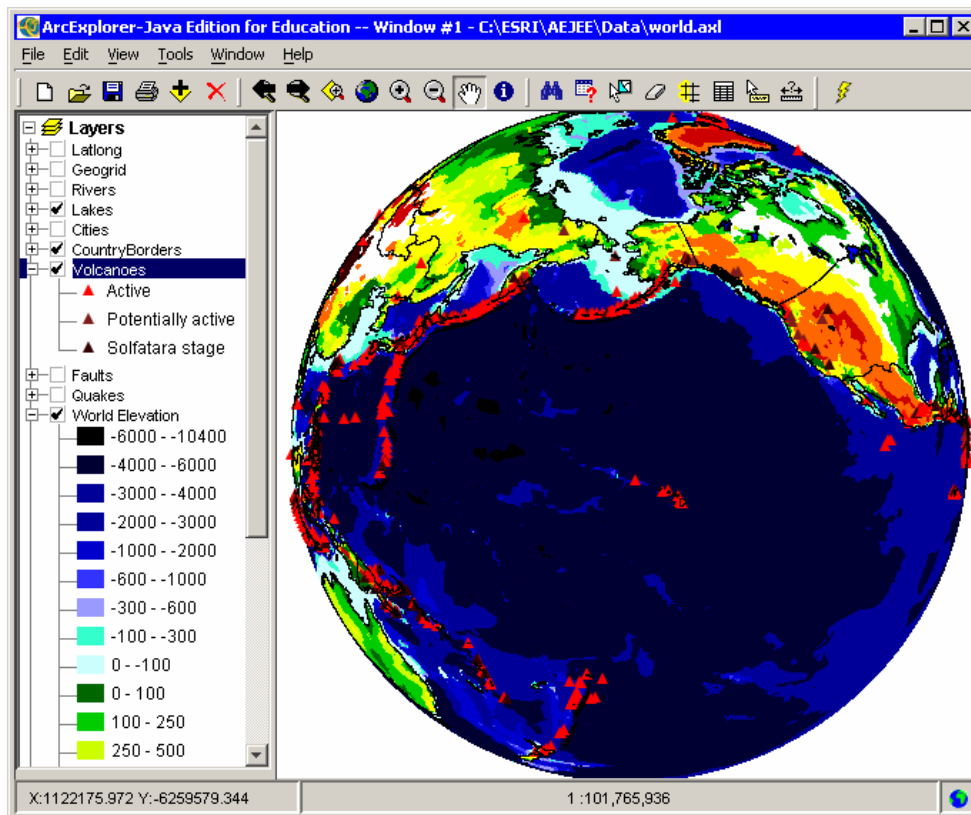 ArcExplorer-Java Edition for Education -- Window #1 - C:\ESRI\AEJEE\Data\world.axl
File Edit View Tools Window Help
Layers
Latlong
Geogrid
Rivers
Lakes
Cities
CountryBorders
Volcanoes
Active
Potentially active
Solfatara stage
Faults
Quakes
World Elevation
-6000 - -10400
-4000 - -6000
-3000 - -4000
-2000 - -3000
-1000 - -2000
-600 - -1000
-300 - -600
-100 - -300
0 - -100
0 - 100
100 - 250
250 - 500
X:1122175.972 Y:-6259579.344
1 :101,765,936